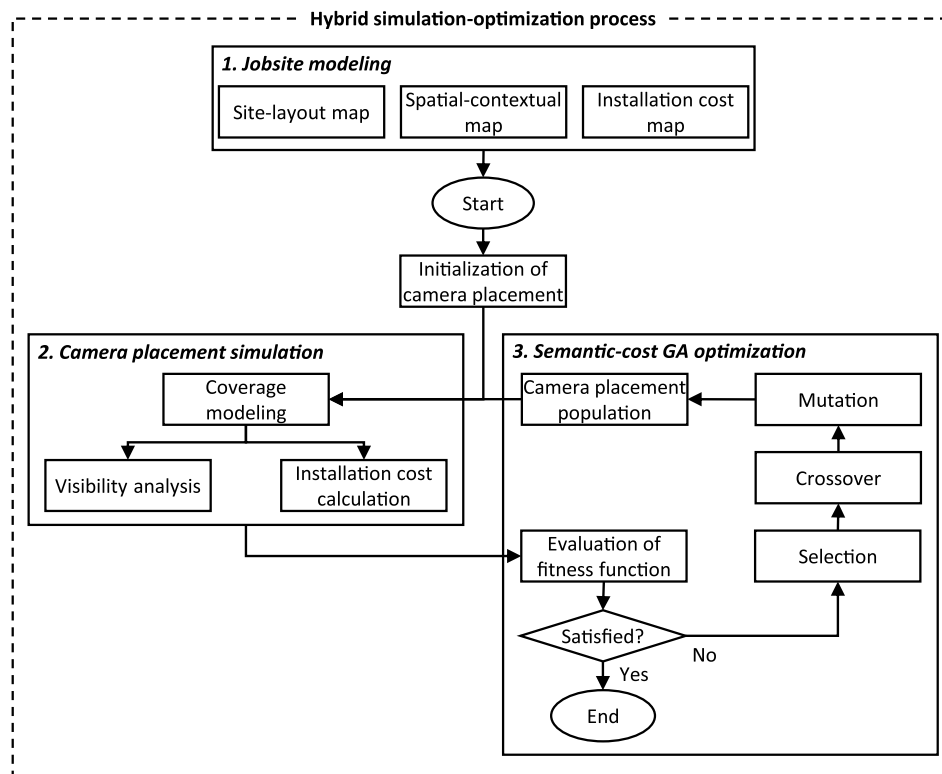 Hybrid simulation-optimization process
1. Jobsite modeling
Site-layout map
Spatial-contextual
map
Installation cost
map
Start
Initialization of
camera placement
2. Camera placement simulation
Coverage
modeling
Visibility analysis
Installation cost
calculation
3. Semantic-cost GA optimization
Camera placement
population
Mutation
Crossover
Selection
Evaluation of
fitness function
Satisfied?
No
Yes
End